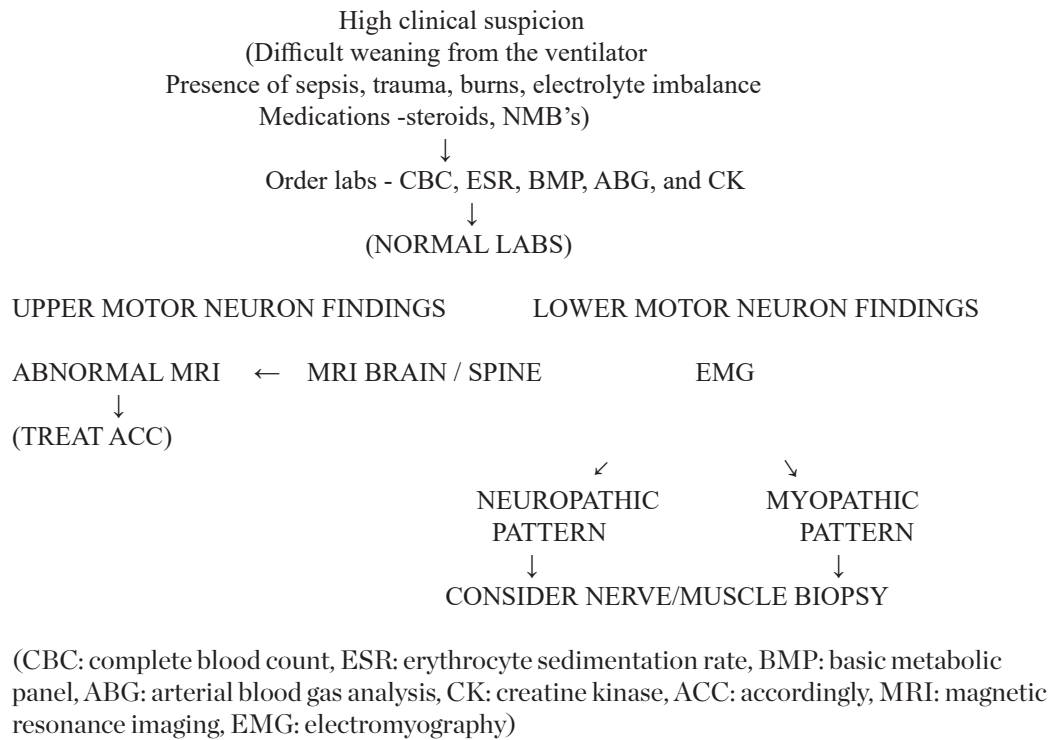 High clinical suspicion
(Difficult weaning from the ventilator
Presence of sepsis, trauma, burns, electrolyte imbalance
Medications -steroids, NMB's)
↓
Order labs - CBC, ESR, BMP, ABG, and CK
↓
(NORMAL LABS)
UPPER MOTOR NEURON FINDINGS LOWER MOTOR NEURON FINDINGS
ABNORMAL MRI ← MRI BRAIN / SPINE EMG
↓
(TREAT ACC)
↙ ↘
NEUROPATHIC MYOPATHIC
PATTERN PATTERN
↓ ↓
CONSIDER NERVE/MUSCLE BIOPSY
(CBC: complete blood count, ESR: erythrocyte sedimentation rate, BMP: basic metabolic
panel, ABG: arterial blood gas analysis, CK: creatine kinase, ACC: accordingly, MRI: magnetic
resonance imaging, EMG: electromyography)